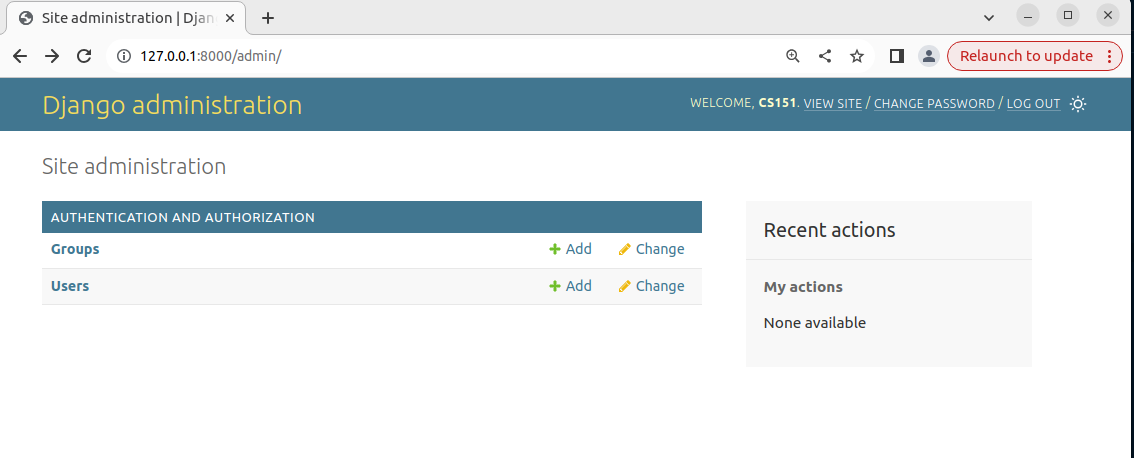 Site administration | Djan
127.0.0.1:8000/admin/
Relaunch to update
Django administration
WELCOME, CS151. VIEW SITE / CHANGE PASSWORD / LOG OUT
Site administration
AUTHENTICATION AND AUTHORIZATION
Groups Add Change
Users Add Change
Recent actions
My actions
None available